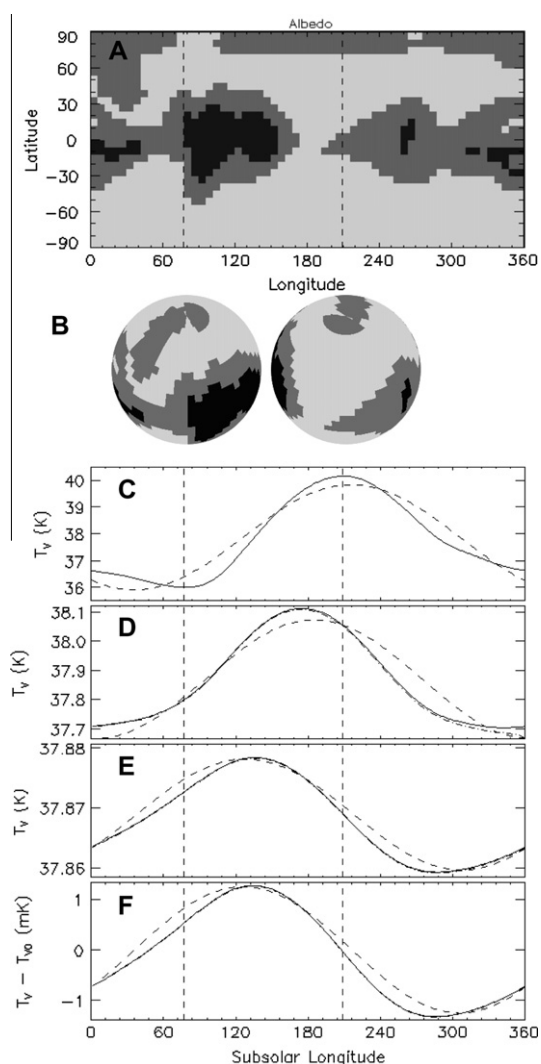 Albedo
A
90
60
30
0
-30
-60
-90
Latitude
0 60 120 180 240 300 360
Longitude
B
C
40
39
38
37
36
T_V (K)
D
38.1
38.0
37.9
37.8
37.7
T_V (K)
E
37.88
37.87
37.86
T_V (K)
F
1
0
-1
T_V - T_V0 (mK)
0 60 120 180 240 300 360
Subsolar Longitude